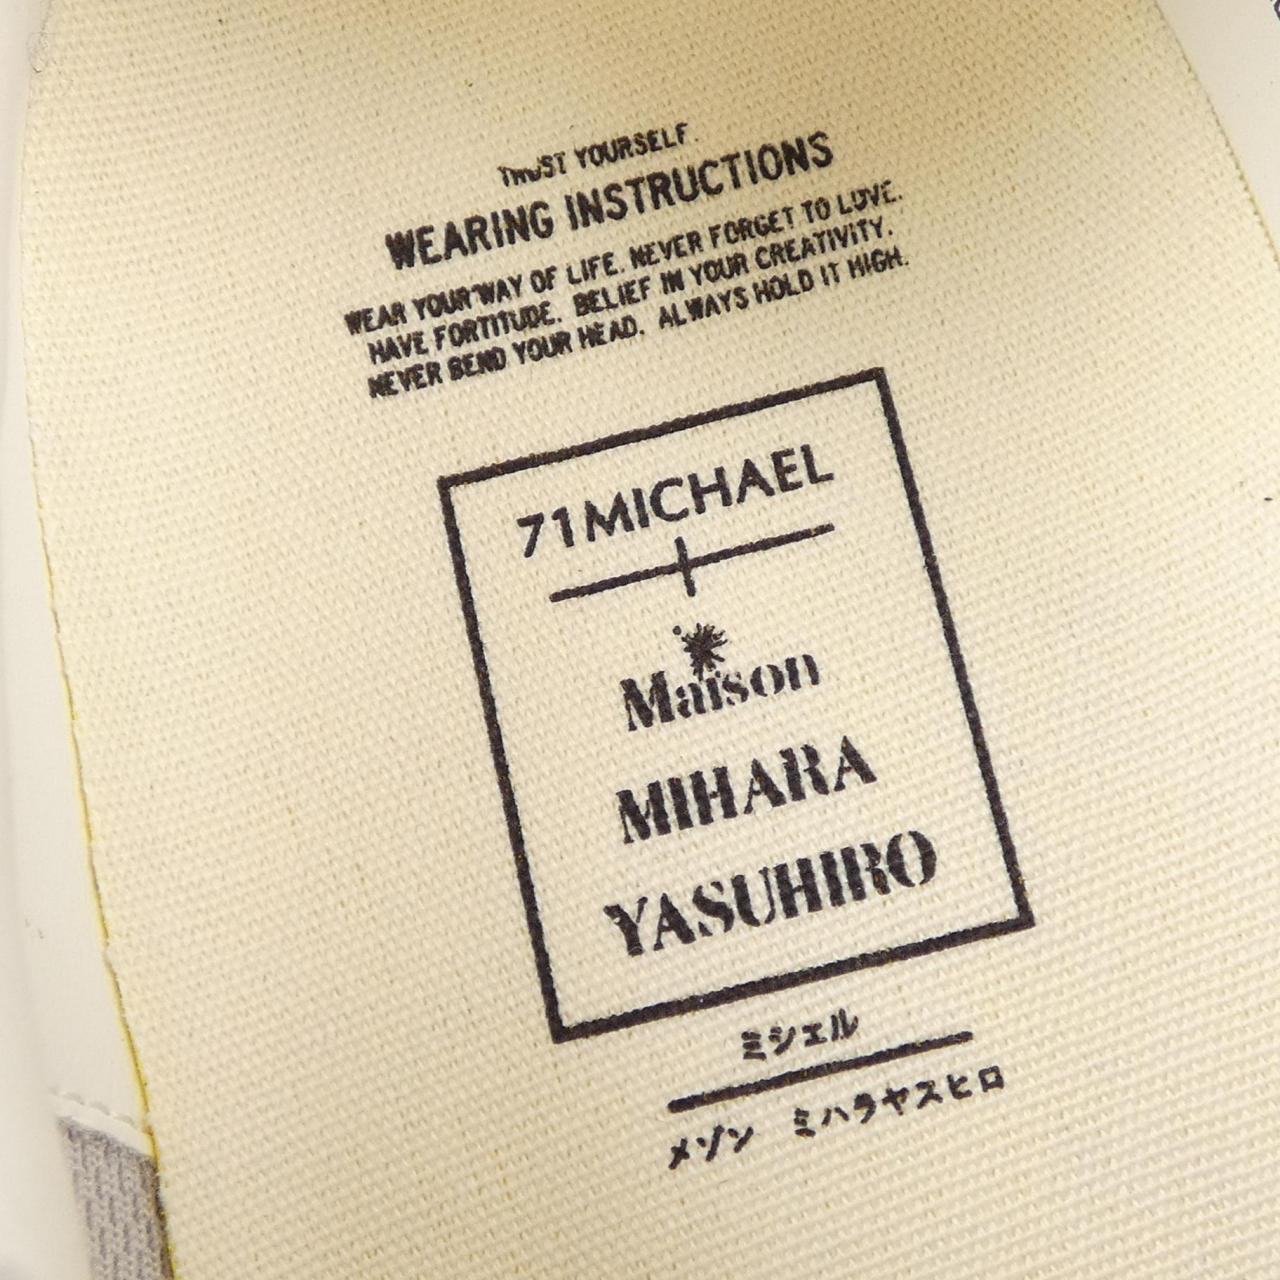 TRUST YOURSELF.
WEARING INSTRUCTIONS
WEAR YOUR WAY OF LIFE. NEVER FORGET TO LOVE.
HAVE FORTITUDE. BELIEF IN YOUR CREATIVITY.
NEVER BEND YOUR HEAD. ALWAYS HOLD IT HIGH.
71MICHAEL
Maison
MIHARA
YASUHIRO
ミシェル
メゾン ミハラヤスヒロ